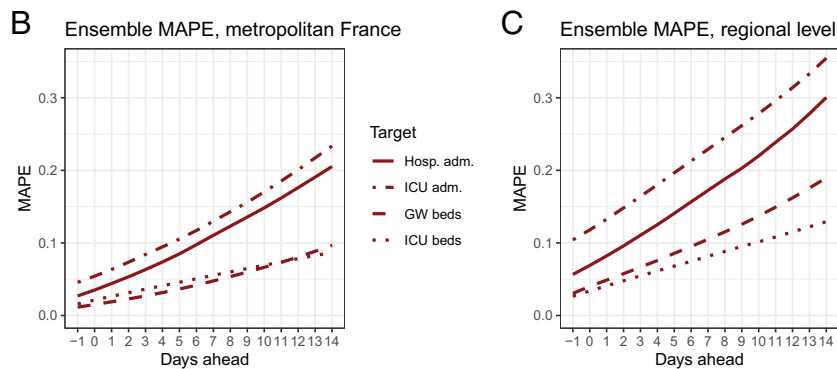 B
Ensemble MAPE, metropolitan France
MAPE
0.3
0.2
0.1
0.0
−1 0 1 2 3 4 5 6 7 8 9 10 11 12 13 14
Days ahead
Target
Hosp. adm.
ICU adm.
GW beds
ICU beds
C
Ensemble MAPE, regional level
MAPE
0.3
0.2
0.1
0.0
−1 0 1 2 3 4 5 6 7 8 9 10 11 12 13 14
Days ahead